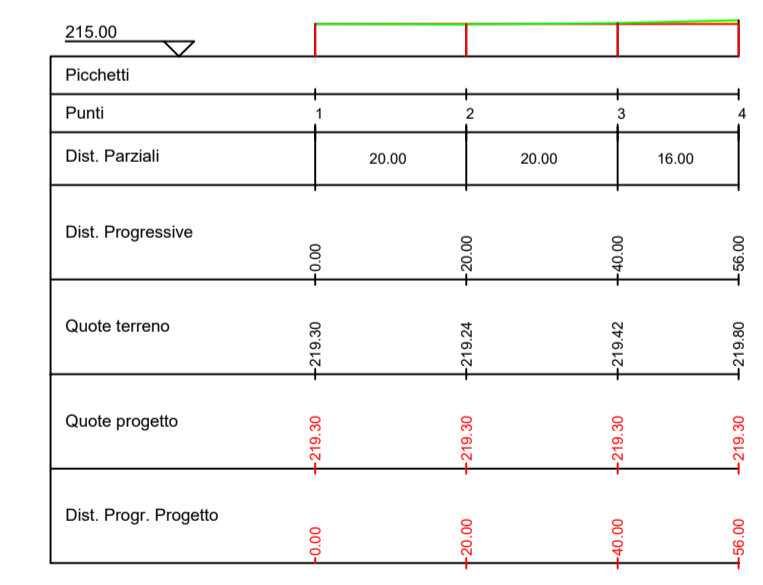 215.00
Picchetti
Punti 1 2 3 4
Dist. Parziali 20.00 20.00 16.00
Dist. Progressive 0.00 20.00 40.00 56.00
Quote terreno 219.30 219.24 219.42 219.80
Quote progetto 219.30 219.30 219.30 219.30
Dist. Progr. Progetto 0.00 20.00 40.00 56.00